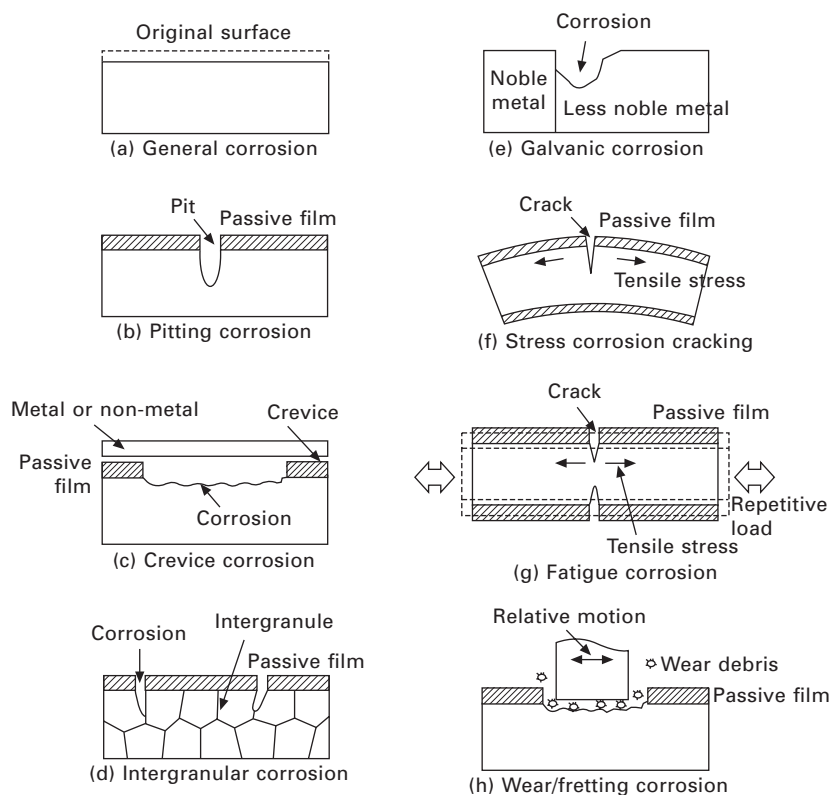 Original surface
(a) General corrosion
Pit
Passive film
(b) Pitting corrosion
Metal or non-metal
Crevice
Passive
film
Corrosion
(c) Crevice corrosion
Intergranule
Corrosion
Passive film
(d) Intergranular corrosion
Corrosion
Noble
metal
Less noble metal
(e) Galvanic corrosion
Crack
Passive film
Tensile stress
(f) Stress corrosion cracking
Crack
Passive film
Repetitive
load
Tensile stress
(g) Fatigue corrosion
Relative motion
Wear debris
Passive film
(h) Wear/fretting corrosion